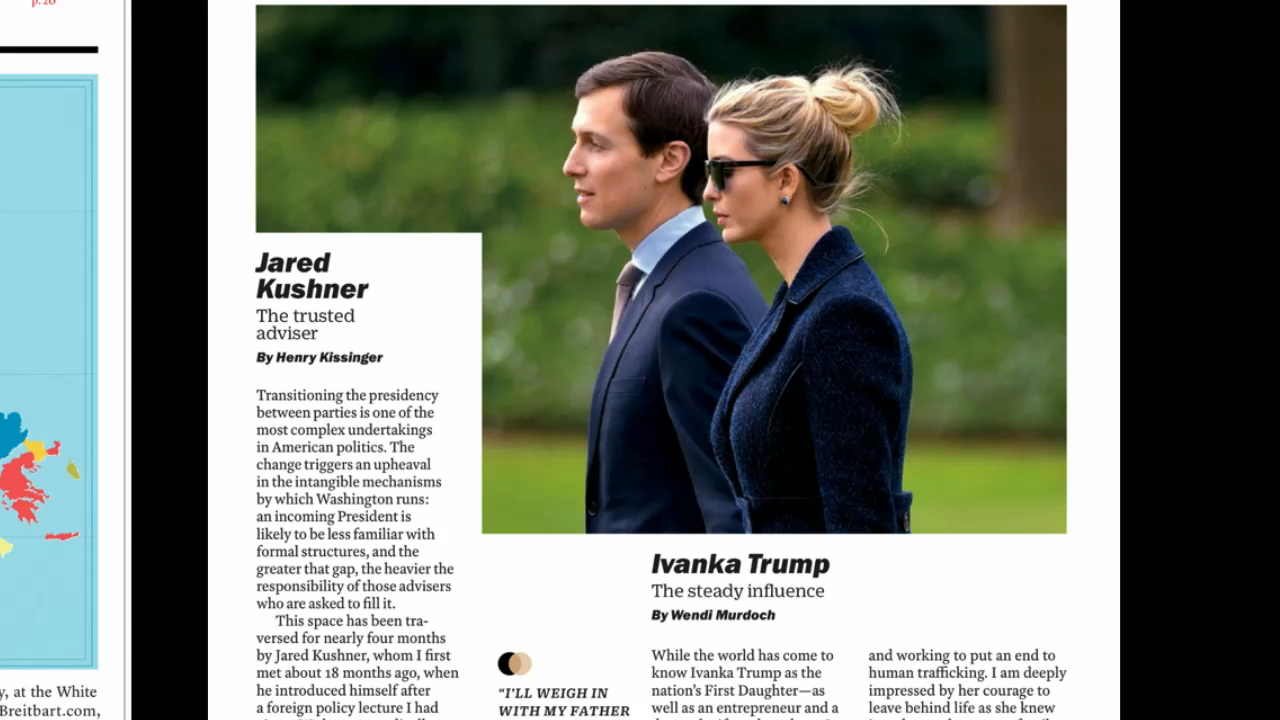 p. 20
y, at the White
Breitbart.com,
Jared
Kushner
The trusted
adviser
By Henry Kissinger
Transitioning the presidency
between parties is one of the
most complex undertakings
in American politics. The
change triggers an upheaval
in the intangible mechanisms
by which Washington runs:
an incoming President is
likely to be less familiar with
formal structures, and the
greater that gap, the heavier the
responsibility of those advisers
who are asked to fill it.
This space has been tra-
versed for nearly four months
by Jared Kushner, whom I first
met about 18 months ago, when
he introduced himself after
a foreign policy lecture I had
"I'LL WEIGH IN
WITH MY FATHER
Ivanka Trump
The steady influence
By Wendi Murdoch
While the world has come to
know Ivanka Trump as the
nation's First Daughter—as
well as an entrepreneur and a
and working to put an end to
human trafficking. I am deeply
impressed by her courage to
leave behind life as she knew